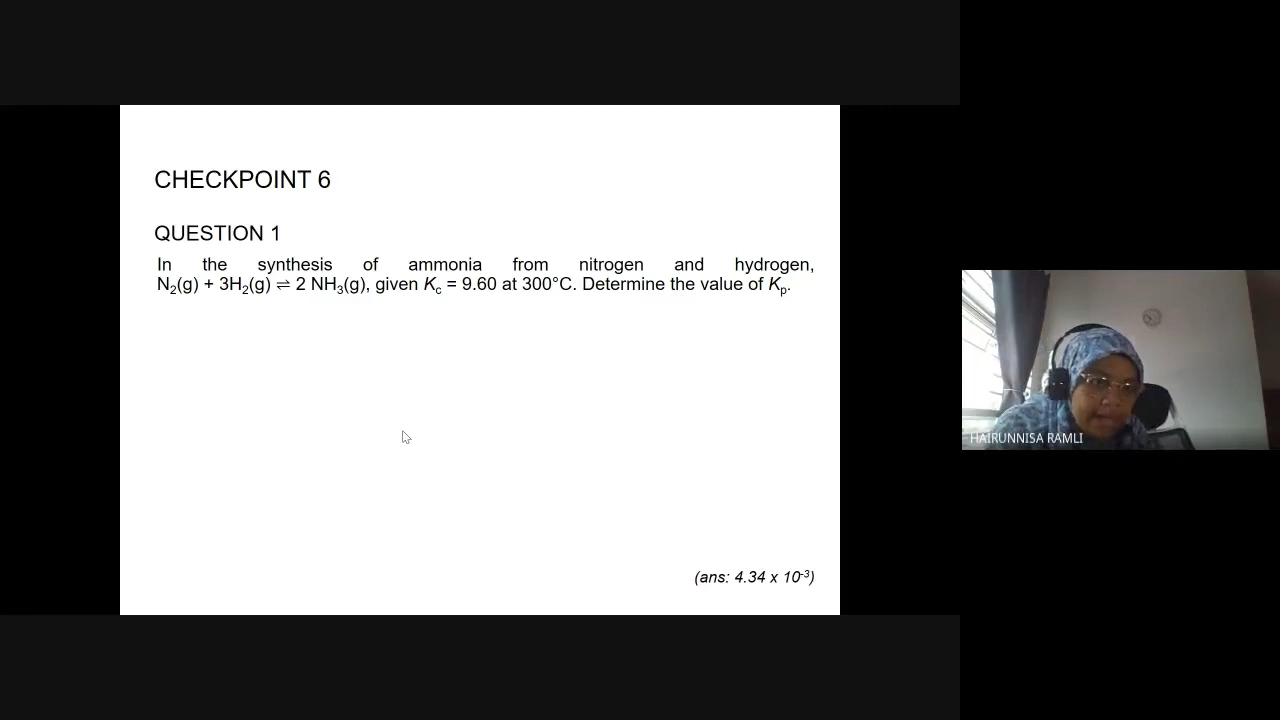 CHECKPOINT 6
QUESTION 1
In the synthesis of ammonia from nitrogen and hydrogen,
N₂(g) + 3H₂(g) ⇌ 2 NH₃(g), given Kc = 9.60 at 300°C. Determine the value of Kp.
HAIRUNNISA RAMLI
(ans: 4.34 x 10⁻³)